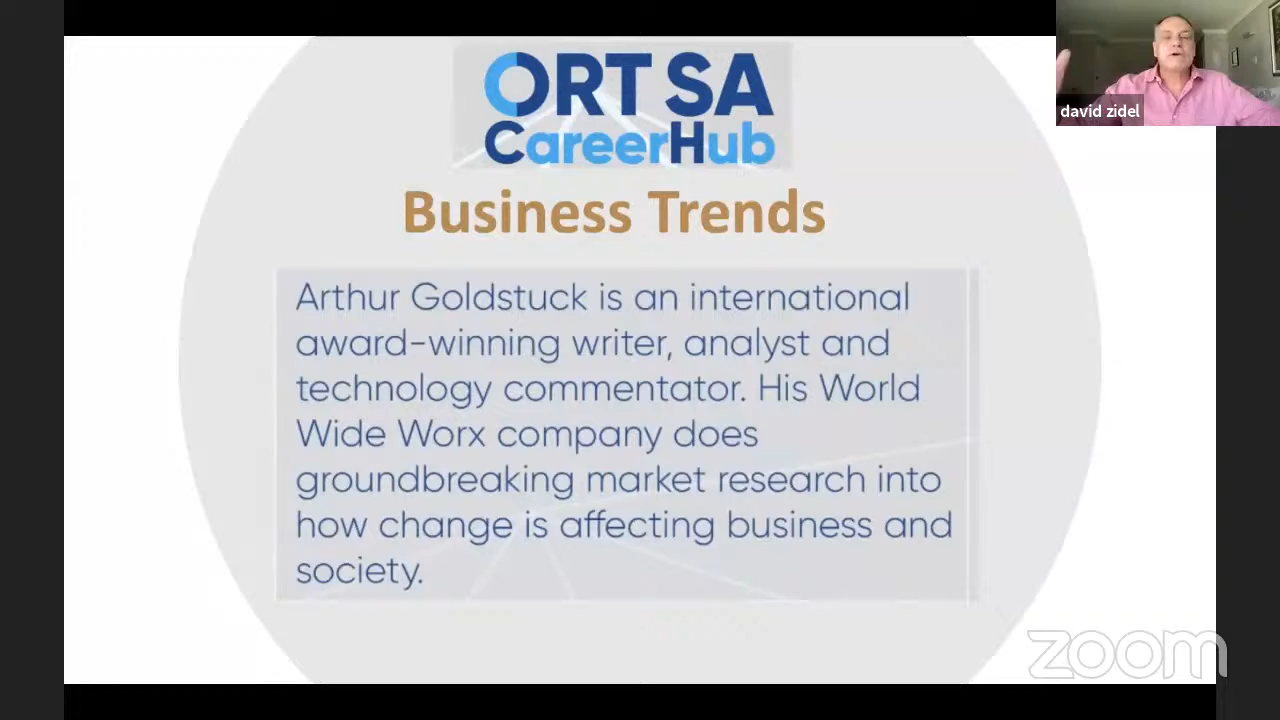 ORT SA
CareerHub
Business Trends
Arthur Goldstuck is an international
award-winning writer, analyst and
technology commentator. His World
Wide Worx company does
groundbreaking market research into
how change is affecting business and
society.
david zidel
zoom